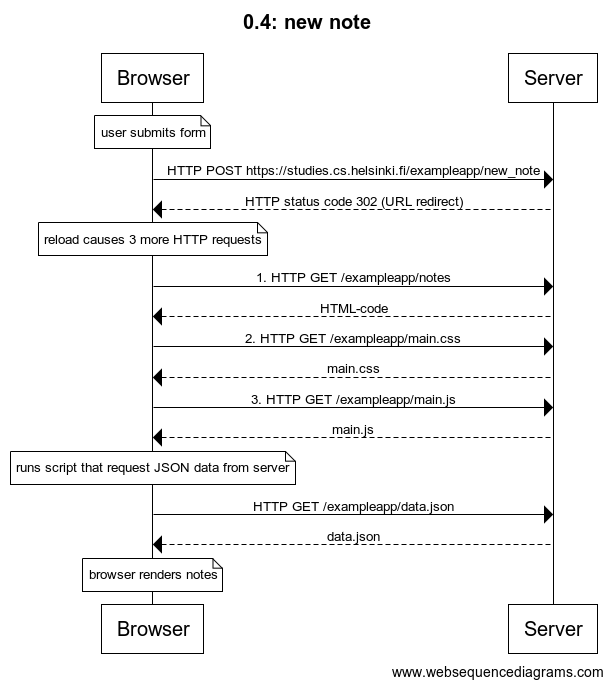 0.4: new note
Browser
Server
user submits form
HTTP POST https://studies.cs.helsinki.fi/exampleapp/new_note
HTTP status code 302 (URL redirect)
reload causes 3 more HTTP requests
1. HTTP GET /exampleapp/notes
HTML-code
2. HTTP GET /exampleapp/main.css
main.css
3. HTTP GET /exampleapp/main.js
main.js
runs script that request JSON data from server
HTTP GET /exampleapp/data.json
data.json
browser renders notes
Browser
Server
www.websequencediagrams.com